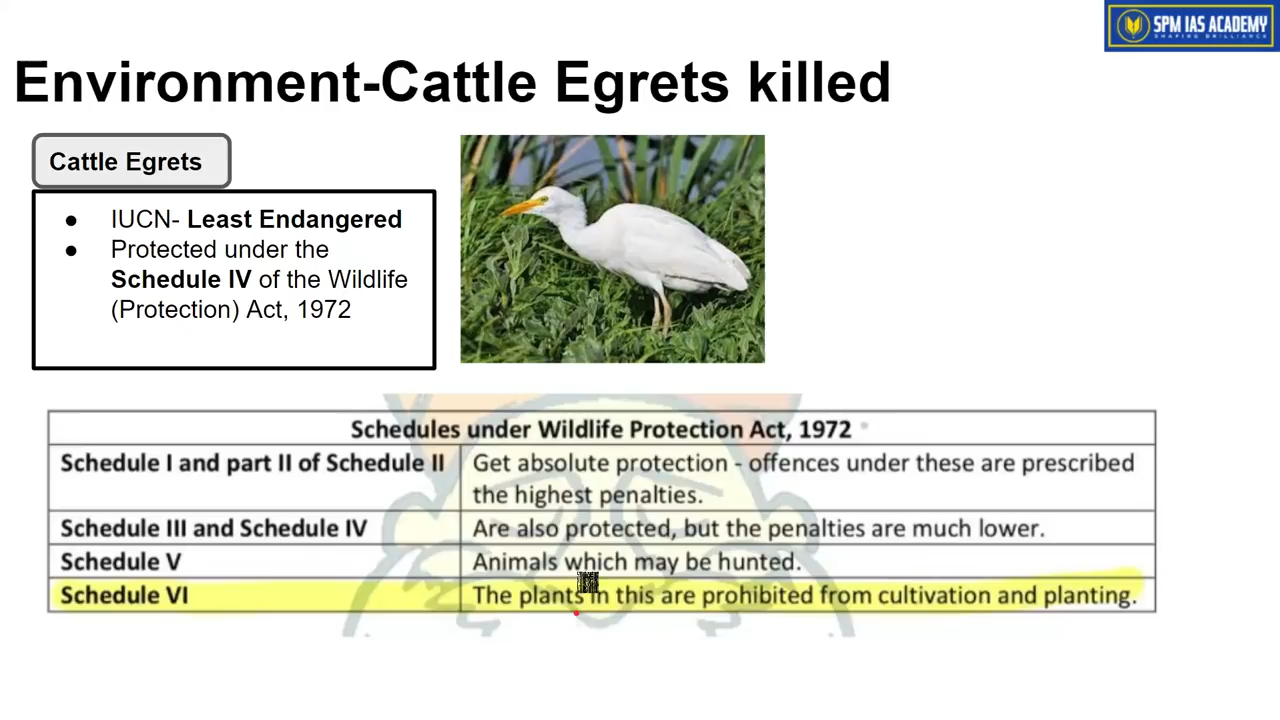 SPM IAS ACADEMY
SHAPING BRILLIANCE
Environment-Cattle Egrets killed
Cattle Egrets
● IUCN- Least Endangered
● Protected under the
Schedule IV of the Wildlife
(Protection) Act, 1972
Schedules under Wildlife Protection Act, 1972
Schedule I and part II of Schedule II Get absolute protection - offences under these are prescribed
the highest penalties.
Schedule III and Schedule IV Are also protected, but the penalties are much lower.
Schedule V Animals which may be hunted.
Schedule VI The plants in this are prohibited from cultivation and planting.